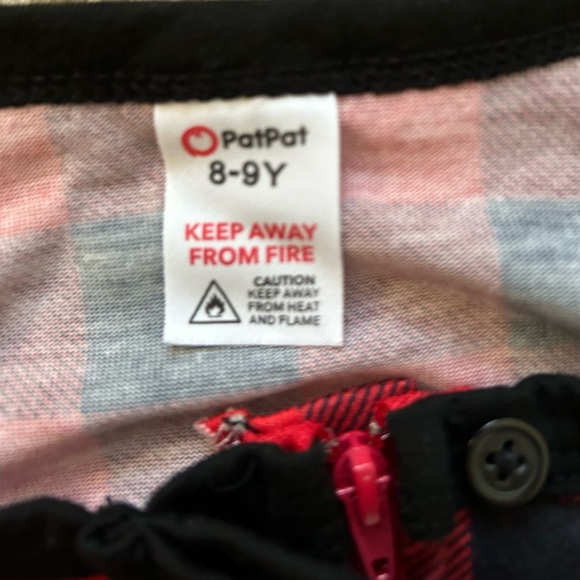 PatPat
8-9Y
KEEP AWAY
FROM FIRE
CAUTION
KEEP AWAY
FROM HEAT
AND FLAME